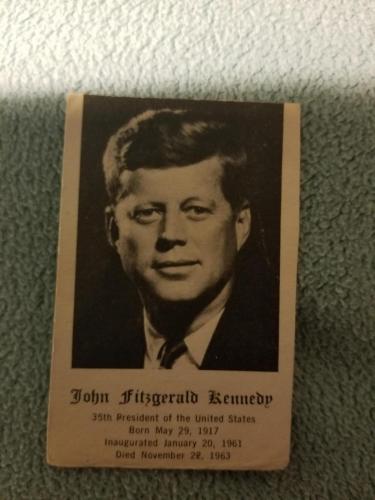 John Fitzgerald Kennedy
35th President of the United States
Born May 29, 1917
Inaugurated January 20, 1961
Died November 22, 1963